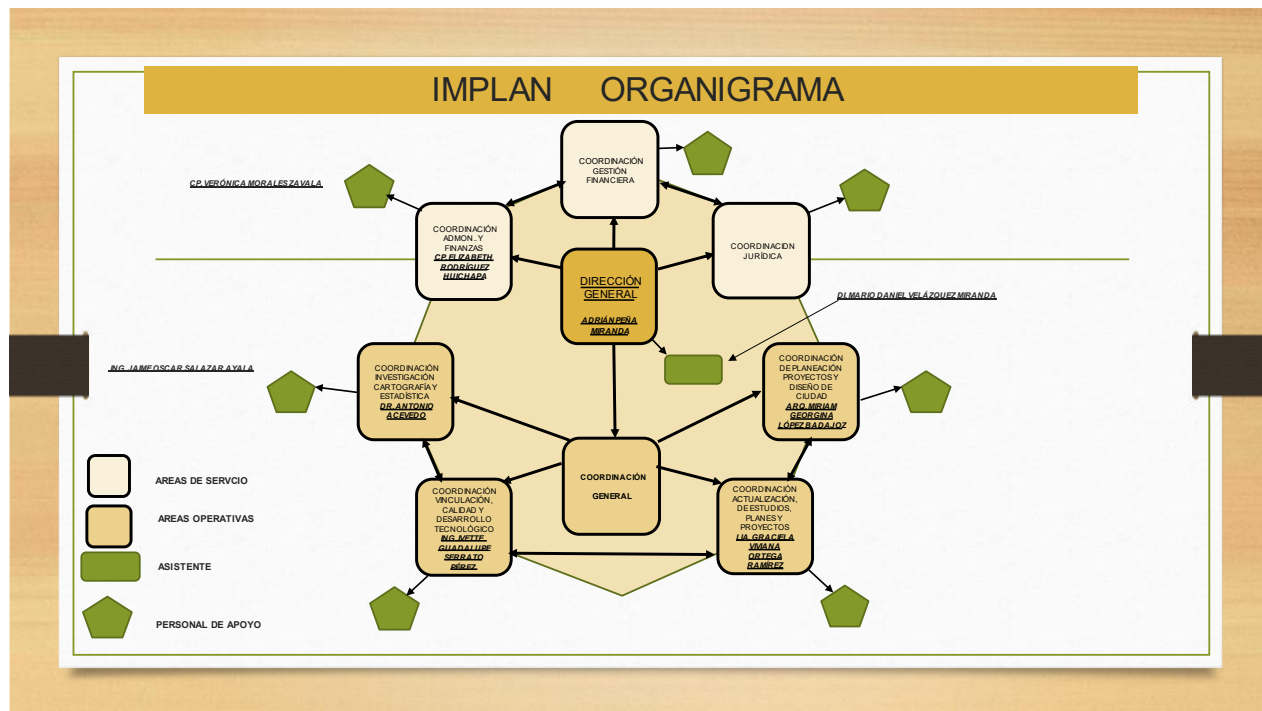 IMPLAN ORGANIGRAMA
COORDINACIÓN
GESTIÓN
FINANCIERA
CP. VERÓNICA MORALES ZAVALA
COORDINACIÓN
ADMON. Y
FINANZAS
CP. ELIZABETH
RODRÍGUEZ
HUICHAPA
COORDINACION
JURÍDICA
DIRECCIÓN
GENERAL
ADRIÁN PEÑA
MIRANDA
DI. MARIO DANIEL VELÁZQUEZ MIRANDA
ING. JAIME OSCAR SALAZAR AYALA
COORDINACIÓN
INVESTIGACIÓN
CARTOGRAFÍA Y
ESTADÍSTICA
DR. ANTONIO
ACEVEDO
COORDINACIÓN
DE PLANEACIÓN
PROYECTOS Y
DISEÑO DE
CIUDAD
ARQ. MIRIAM
GEORGINA
LÓPEZ BADAJOZ
COORDINACIÓN
GENERAL
COORDINACIÓN
VINCULACIÓN,
CALIDAD Y
DESARROLLO
TECNOLÓGICO
ING. IVETTE
GUADALUPE
SERRATO
PÉREZ
COORDINACIÓN
ACTUALIZACIÓN,
DE ESTUDIOS,
PLANES Y
PROYECTOS
LIA. GRACIELA
VIVIANA
ORTEGA
RAMÍREZ
AREAS DE SERVCIO
AREAS OPERATIVAS
ASISTENTE
PERSONAL DE APOYO